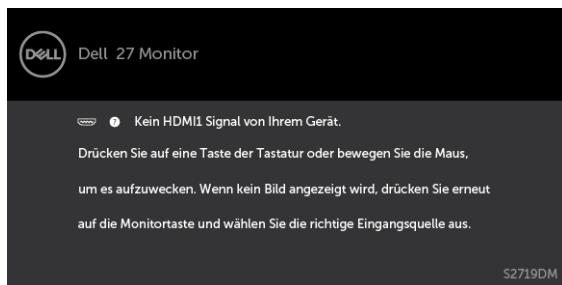 DELL
Dell 27 Monitor
? Kein HDMI1 Signal von Ihrem Gerät.
Drücken Sie auf eine Taste der Tastatur oder bewegen Sie die Maus,
um es aufzuwecken. Wenn kein Bild angezeigt wird, drücken Sie erneut
auf die Monitortaste und wählen Sie die richtige Eingangsquelle aus.
S2719DM